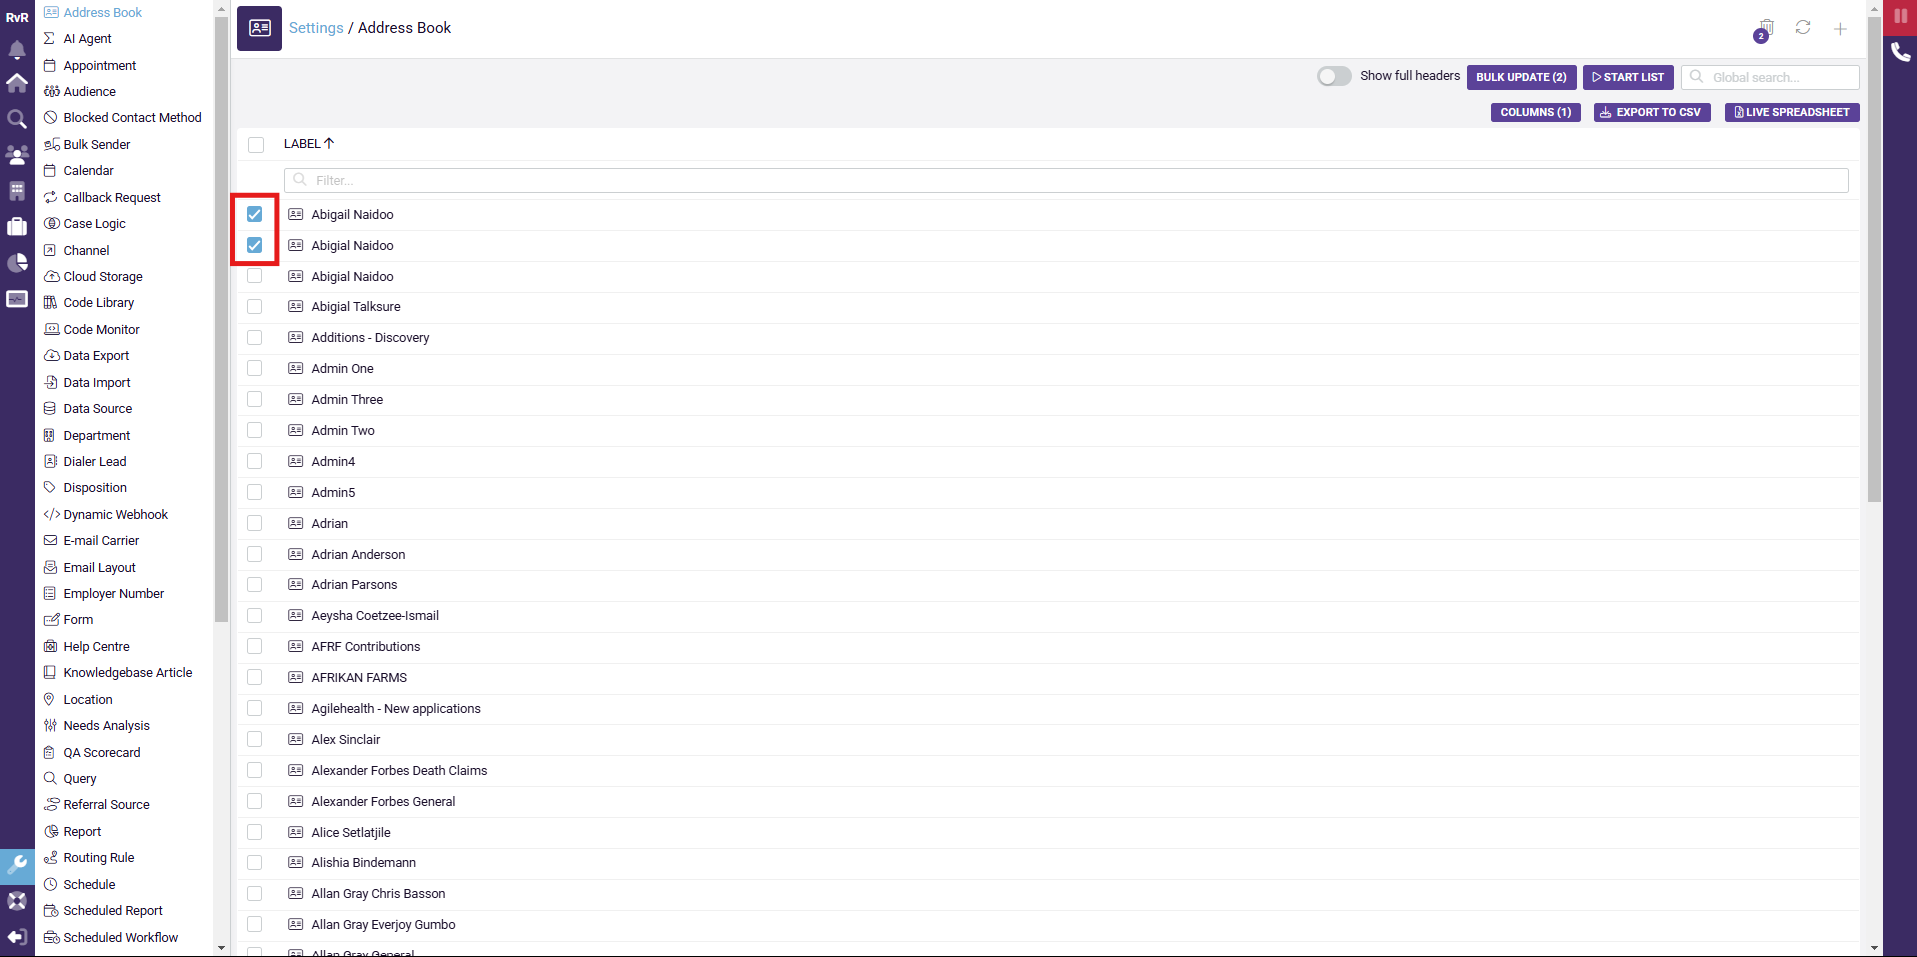 RvR
Address Book
AI Agent
Appointment
Audience
Blocked Contact Method
Bulk Sender
Calendar
Callback Request
Case Logic
Channel
Cloud Storage
Code Library
Code Monitor
Data Export
Data Import
Data Source
Department
Dialer Lead
Disposition
Dynamic Webhook
E-mail Carrier
Email Layout
Employer Number
Form
Help Centre
Knowledgebase Article
Location
Needs Analysis
QA Scorecard
Query
Referral Source
Report
Routing Rule
Schedule
Scheduled Report
Scheduled Workflow
Settings / Address Book
2
Show full headers
BULK UPDATE (2)
START LIST
Global search...
COLUMNS (1)
EXPORT TO CSV
LIVE SPREADSHEET
LABEL
Filter...
Abigail Naidoo
Abigial Naidoo
Abigial Naidoo
Abigial Talksure
Additions - Discovery
Admin One
Admin Three
Admin Two
Admin4
Admin5
Adrian
Adrian Anderson
Adrian Parsons
Aeysha Coetzee-Ismail
AFRF Contributions
AFRIKAN FARMS
Agilehealth - New applications
Alex Sinclair
Alexander Forbes Death Claims
Alexander Forbes General
Alice Setlatjile
Alishia Bindemann
Allan Gray Chris Basson
Allan Gray Everjoy Gumbo
Allan Gray General